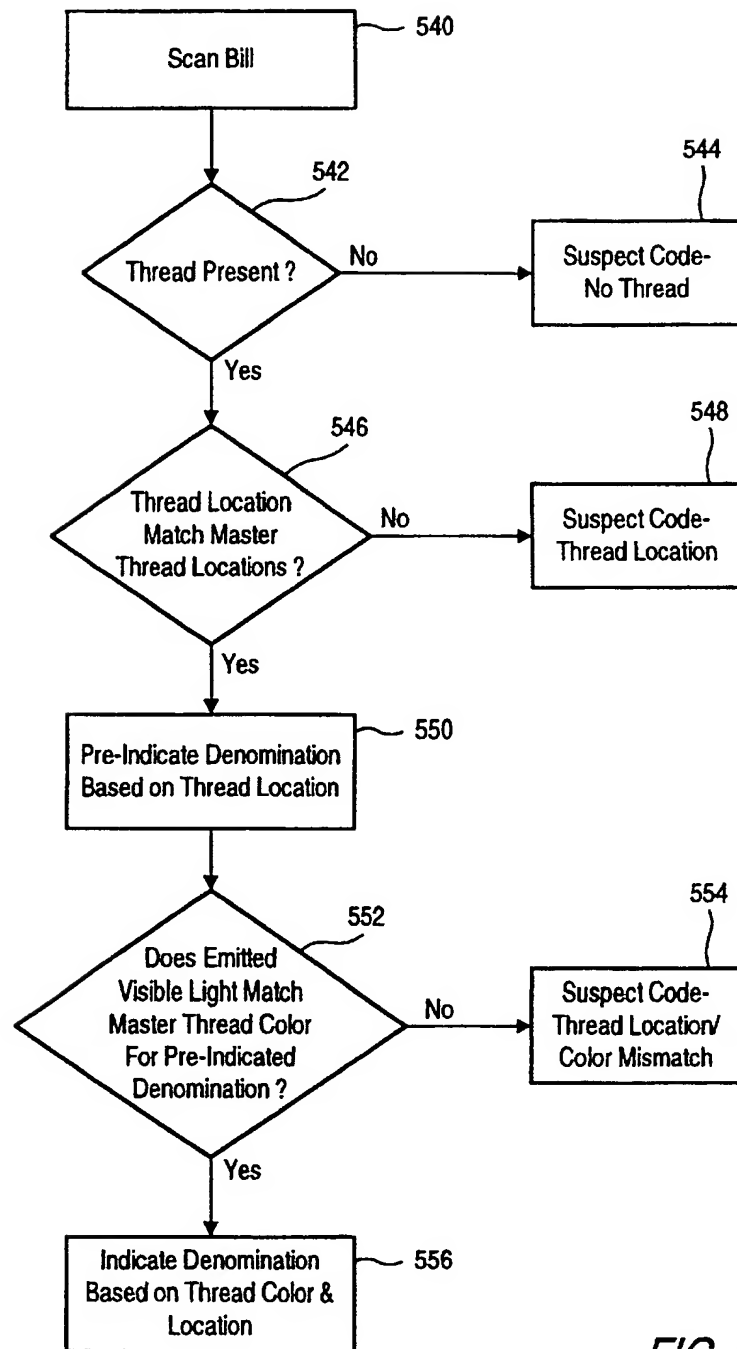 Scan Bill
540
542
Thread Present ?
No
544
Suspect Code-
No Thread
Yes
546
Thread Location
Match Master
Thread Locations ?
No
548
Suspect Code-
Thread Location
Yes
550
Pre-Indicate Denomination
Based on Thread Location
552
Does Emitted
Visible Light Match
Master Thread Color
For Pre-Indicated
Denomination ?
No
554
Suspect Code-
Thread Location/
Color Mismatch
Yes
556
Indicate Denomination
Based on Thread Color &
Location